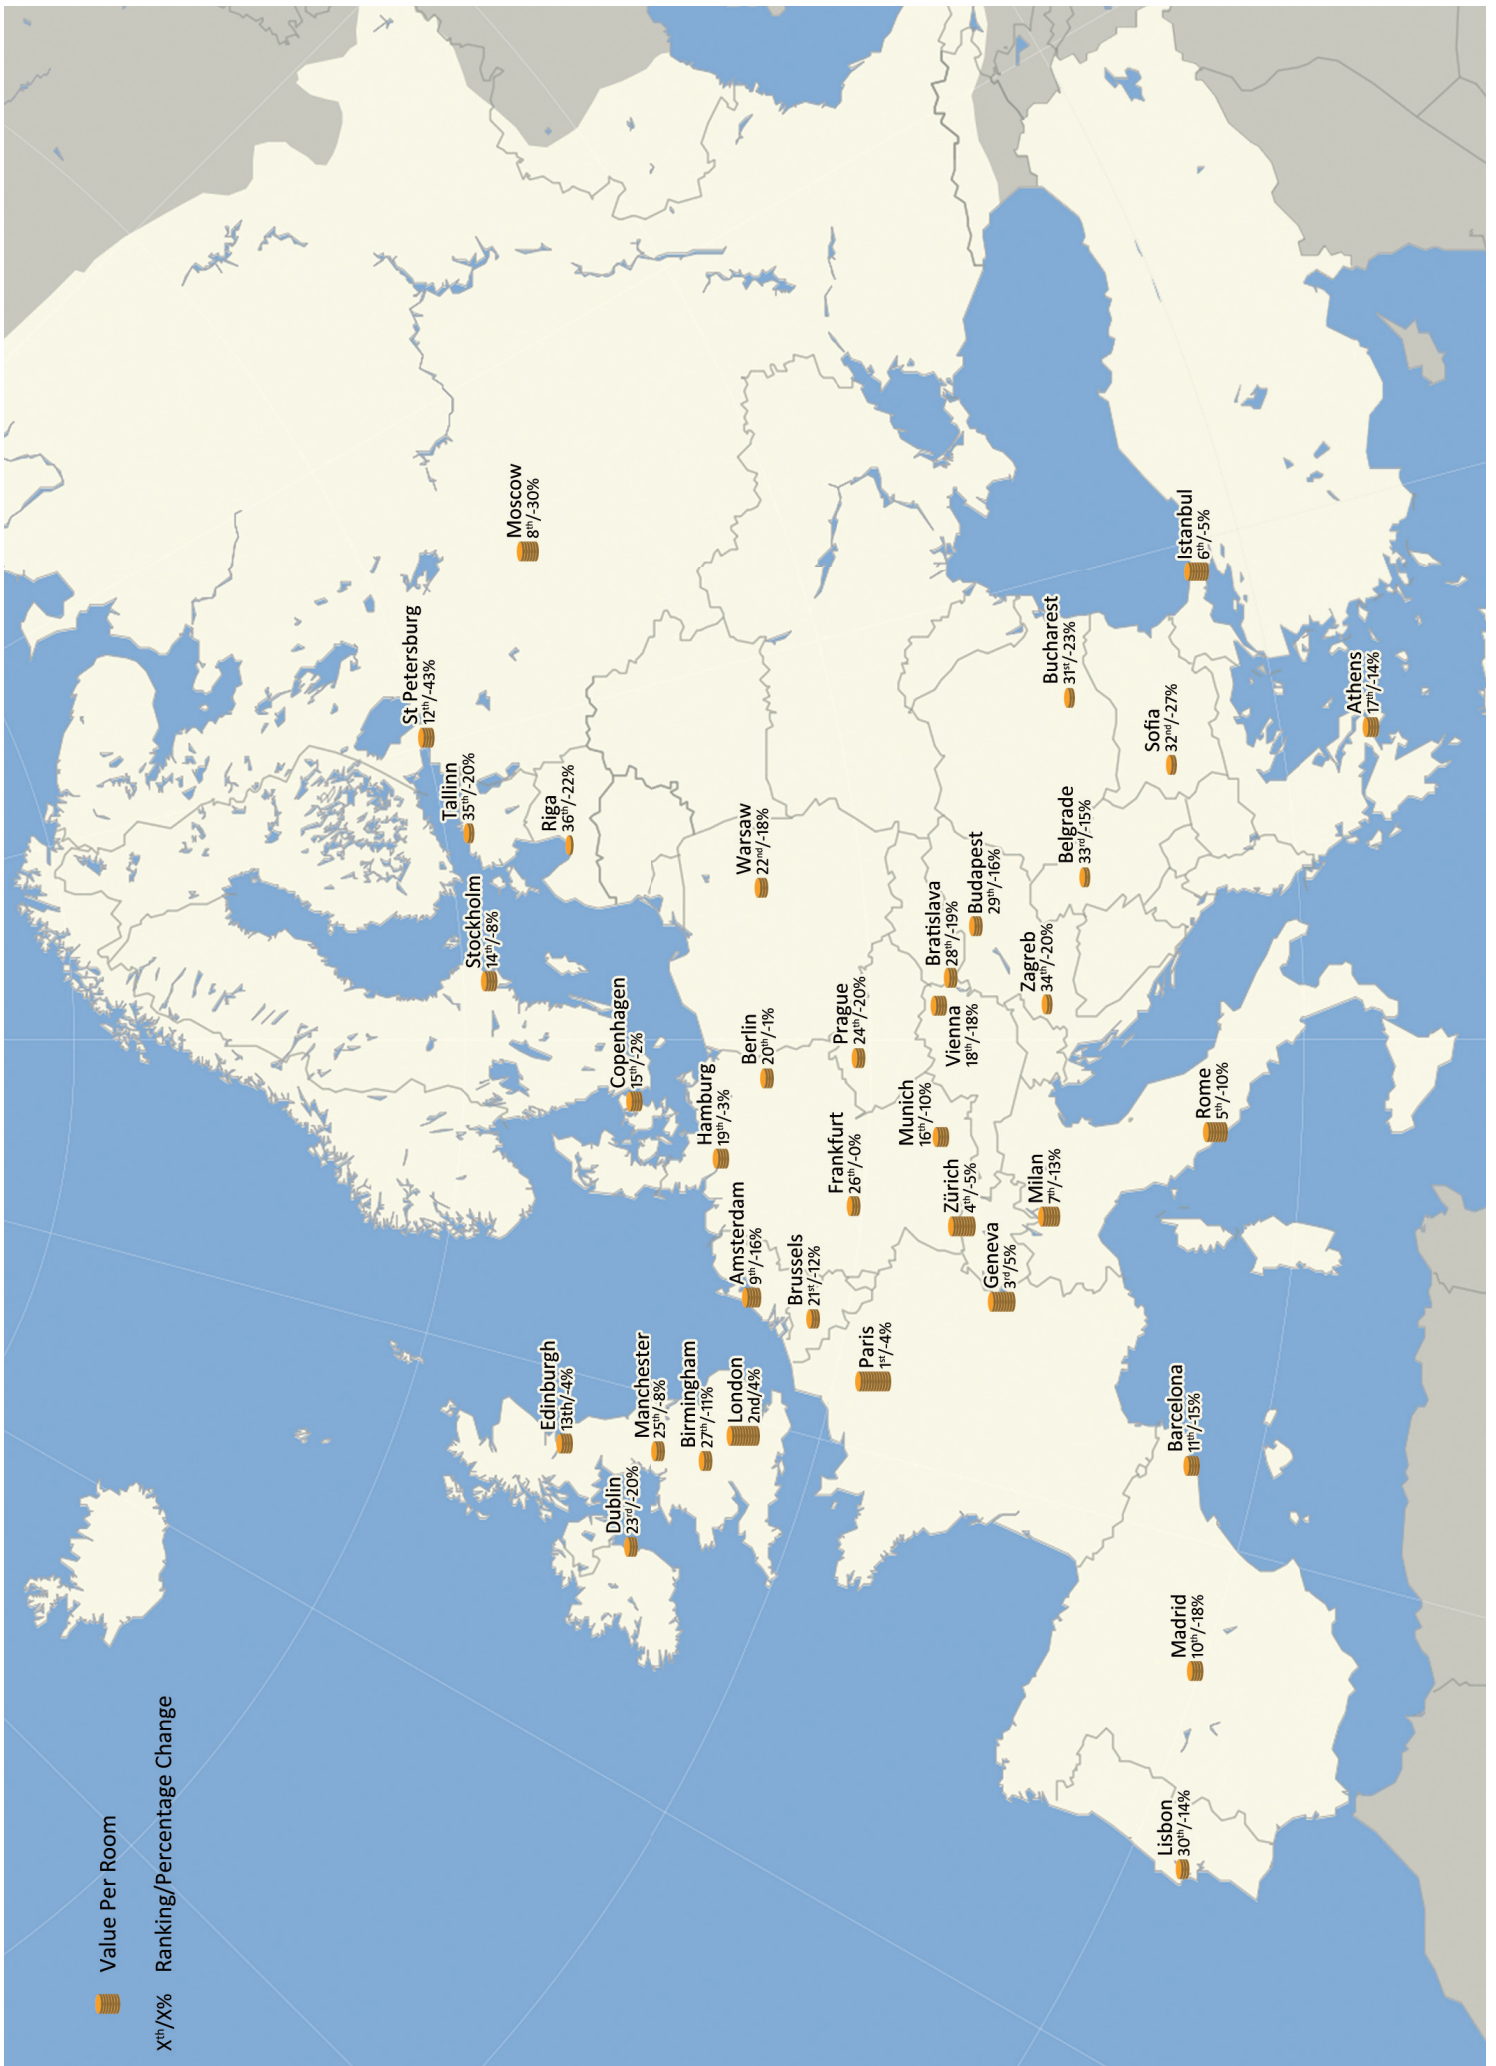 Value Per Room
Xth/X% Ranking/Percentage Change
Moscow
8th/-30%
St Petersburg
12th/-43%
Tallinn
35th/-20%
Riga
36th/-22%
Stockholm
14th/-8%
Copenhagen
15th/-2%
Edinburgh
13th/-4%
Dublin
23rd/-20%
Manchester
25th/-8%
Birmingham
27th/-11%
London
2nd/4%
Hamburg
19th/-3%
Amsterdam
9th/-16%
Berlin
20th/-1%
Warsaw
22nd/-18%
Brussels
21st/-12%
Frankfurt
26th/-0%
Prague
24th/-20%
Paris
1st/-4%
Munich
16th/-10%
Vienna
18th/-18%
Bratislava
28th/-19%
Budapest
29th/-16%
Zürich
4th/-5%
Geneva
3rd/5%
Milan
7th/-13%
Zagreb
34th/-20%
Belgrade
33rd/-15%
Bucharest
31st/-23%
Sofia
32nd/-27%
Istanbul
6th/-5%
Athens
17th/-14%
Rome
5th/-10%
Barcelona
11th/-15%
Madrid
10th/-18%
Lisbon
30th/-14%